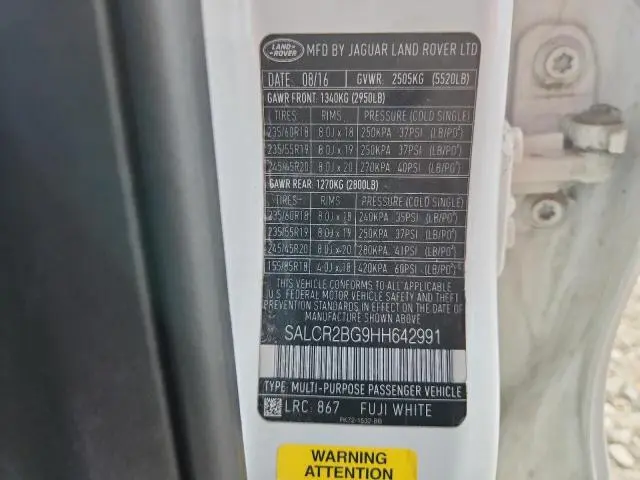 LAND-ROVER MFD BY JAGUAR LAND ROVER LTD
DATE: 08/16 GVWR: 2505KG (5520LB)
GAWR FRONT: 1340KG (2950LB)
TIRES RIMS PRESSURE (COLD SINGLE)
235/60R18 8.0J x 18 250KPA 37PSI (LB/PO²)
235/55R19 8.0J x 19 250KPA 37PSI (LB/PO²)
245/45R20 8.0J x 20 270KPA 40PSI (LB/PO²)
GAWR REAR: 1270KG (2800LB)
TIRES RIMS PRESSURE (COLD SINGLE)
235/60R18 8.0J x 18 240KPA 35PSI (LB/PO²)
235/55R19 8.0J x 19 250KPA 37PSI (LB/PO²)
245/45R20 8.0J x 20 280KPA 41PSI (LB/PO²)
155/85R18 4.0J x 18 420KPA 60PSI (LB/PO²)
THIS VEHICLE CONFORMS TO ALL APPLICABLE
U.S. FEDERAL MOTOR VEHICLE SAFETY AND THEFT
PREVENTION STANDARDS IN EFFECT ON THE DATE OF
MANUFACTURE SHOWN ABOVE.
SALCR2BG9HH642991
TYPE: MULTI-PURPOSE PASSENGER VEHICLE
LRC: 867 FUJI WHITE
PK72-1532-BB
WARNING
ATTENTION